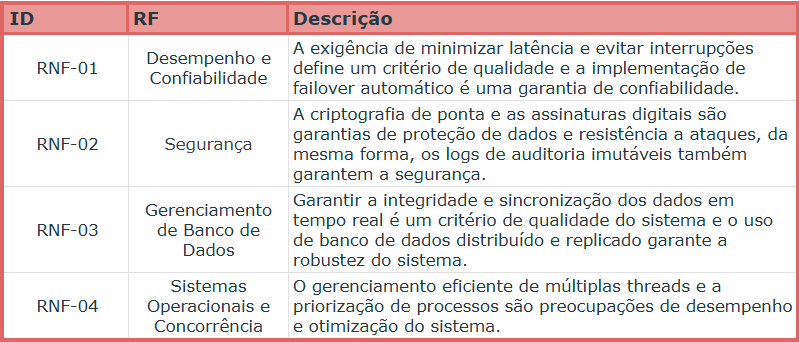 ID RF Descrição
RNF-01
Desempenho e
Confiabilidade
A exigência de minimizar latência e evitar interrupções
define um critério de qualidade e a implementação de
failover automático é uma garantia de confiabilidade.
RNF-02
Segurança
A criptografia de ponta e as assinaturas digitais são
garantias de proteção de dados e resistência a ataques, da
mesma forma, os logs de auditoria imutáveis também
garantem a segurança.
RNF-03
Gerenciamento
de Banco de
Dados
Garantir a integridade e sincronização dos dados em
tempo real é um critério de qualidade do sistema e o uso
de banco de dados distribuído e replicado garante a
robustez do sistema.
RNF-04
Sistemas
Operacionais e
Concorrência
O gerenciamento eficiente de múltiplas threads e a
priorização de processos são preocupações de desempenho
e otimização do sistema.